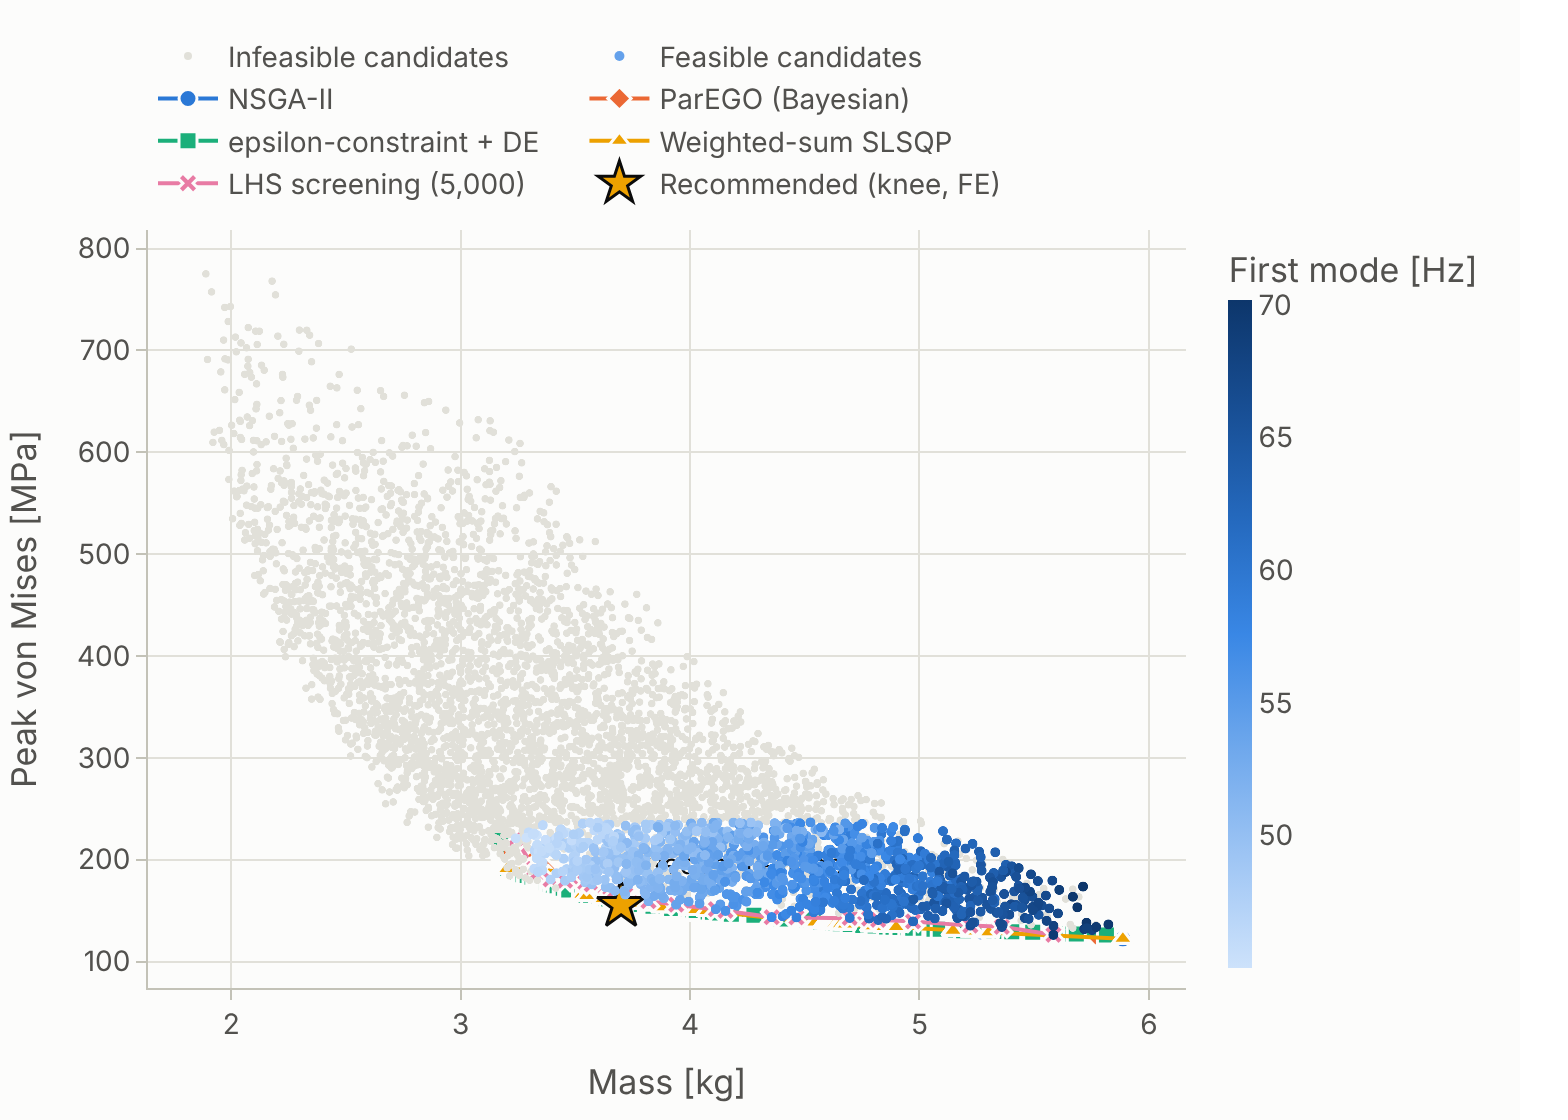 Infeasible candidates
Feasible candidates
NSGA-II
ParEGO (Bayesian)
epsilon-constraint + DE
Weighted-sum SLSQP
LHS screening (5,000)
Recommended (knee, FE)
Peak von Mises [MPa]
800
700
600
500
400
300
200
100
2
3
4
5
6
Mass [kg]
First mode [Hz]
70
65
60
55
50